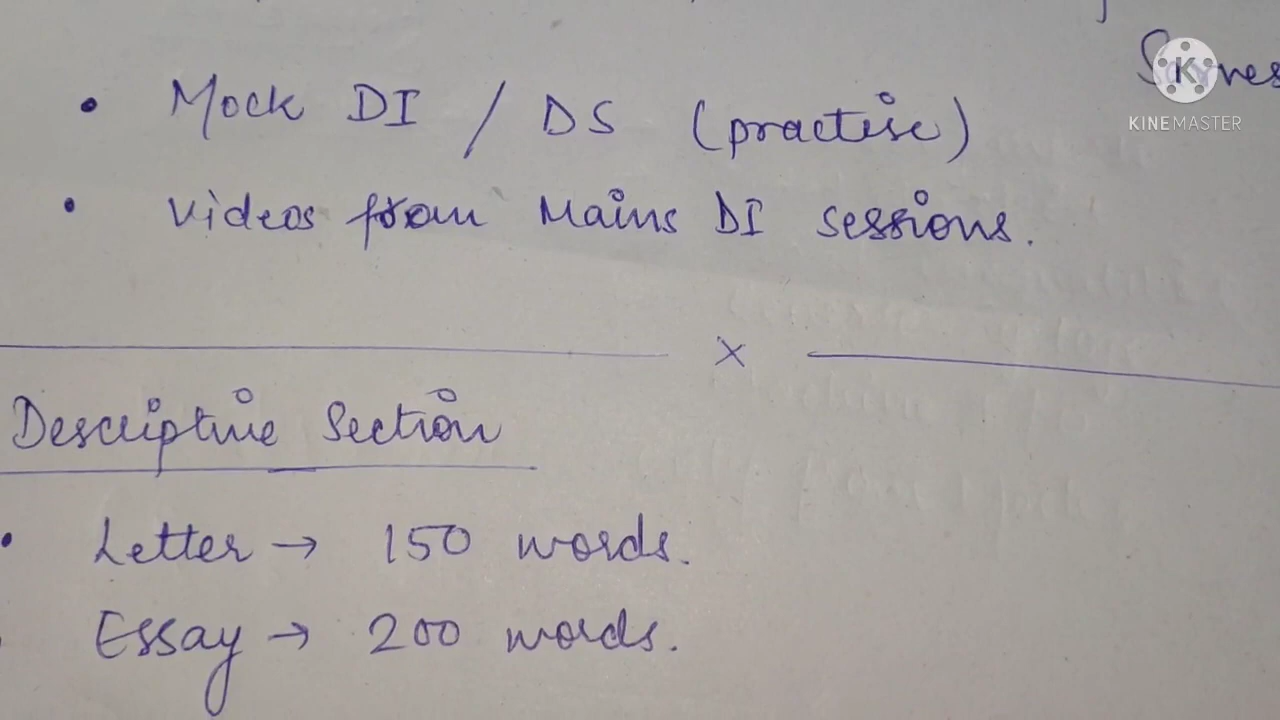 • Mock DI / DS (practise)
• Videos from Mains DI sessions.
KINEMASTER
x
Descriptive Section
• Letter → 150 words.
Essay → 200 words.